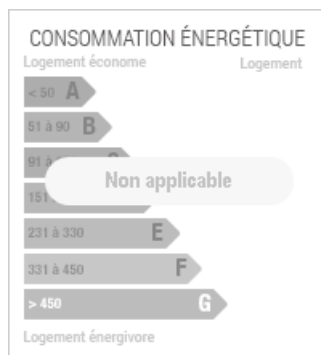 CONSOMMATION ÉNERGÉTIQUE
Logement économe Logement
< 50 A
51 à 90 B
91 à
Non applicable
151
231 à 330 E
331 à 450 F
> 450 G
Logement énergivore